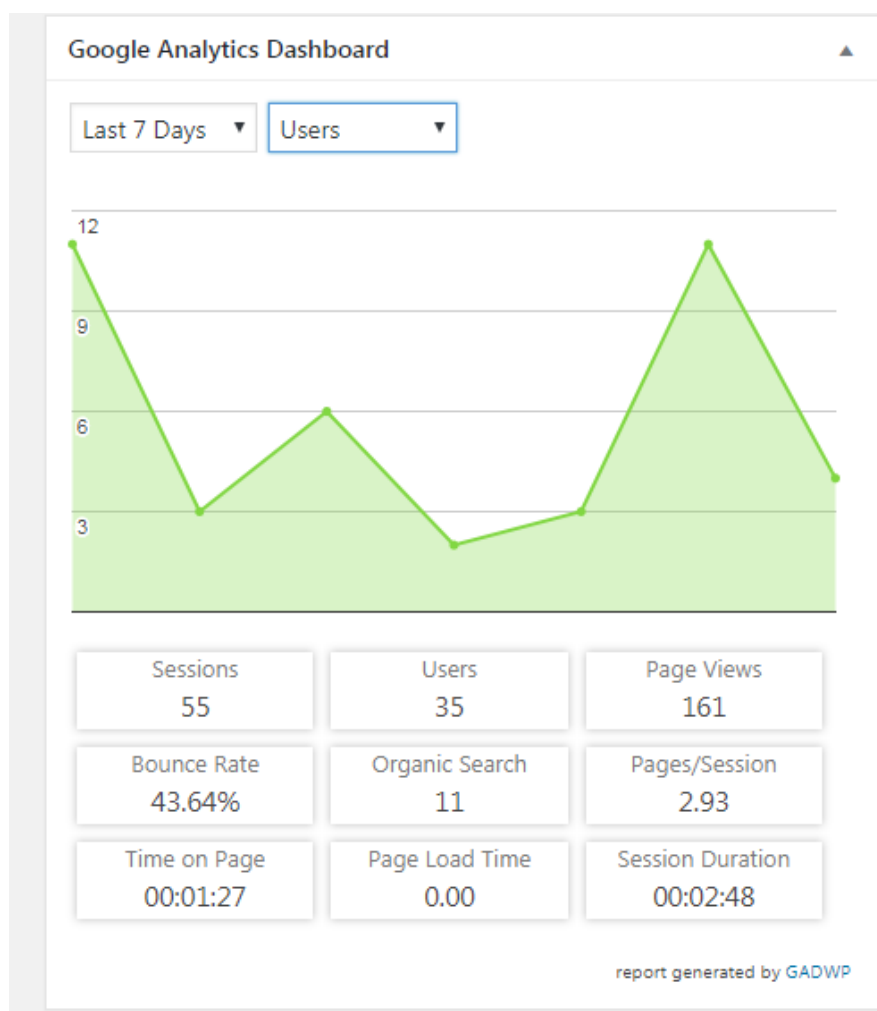 Google Analytics Dashboard
Last 7 Days Users
12
9
6
3
Sessions Users Page Views
55 35 161
Bounce Rate Organic Search Pages/Session
43.64% 11 2.93
Time on Page Page Load Time Session Duration
00:01:27 0.00 00:02:48
report generated by GADWP